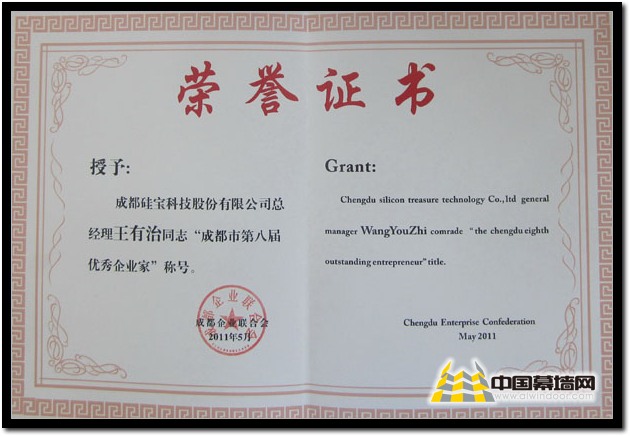 荣誉证书
授予:
成都硅宝科技股份有限公司总
经理王有治同志“成都市第八届
优秀企业家”称号。
成都企业联合会
2011年5月
Grant:
Chengdu silicon treasure technology Co.,ltd general
manager WangYouZhi comrade “the chengdu eighth
outstanding entrepreneur” title.
Chengdu Enterprise Confederation
May 2011
中国幕墙网
www.alwindoor.com